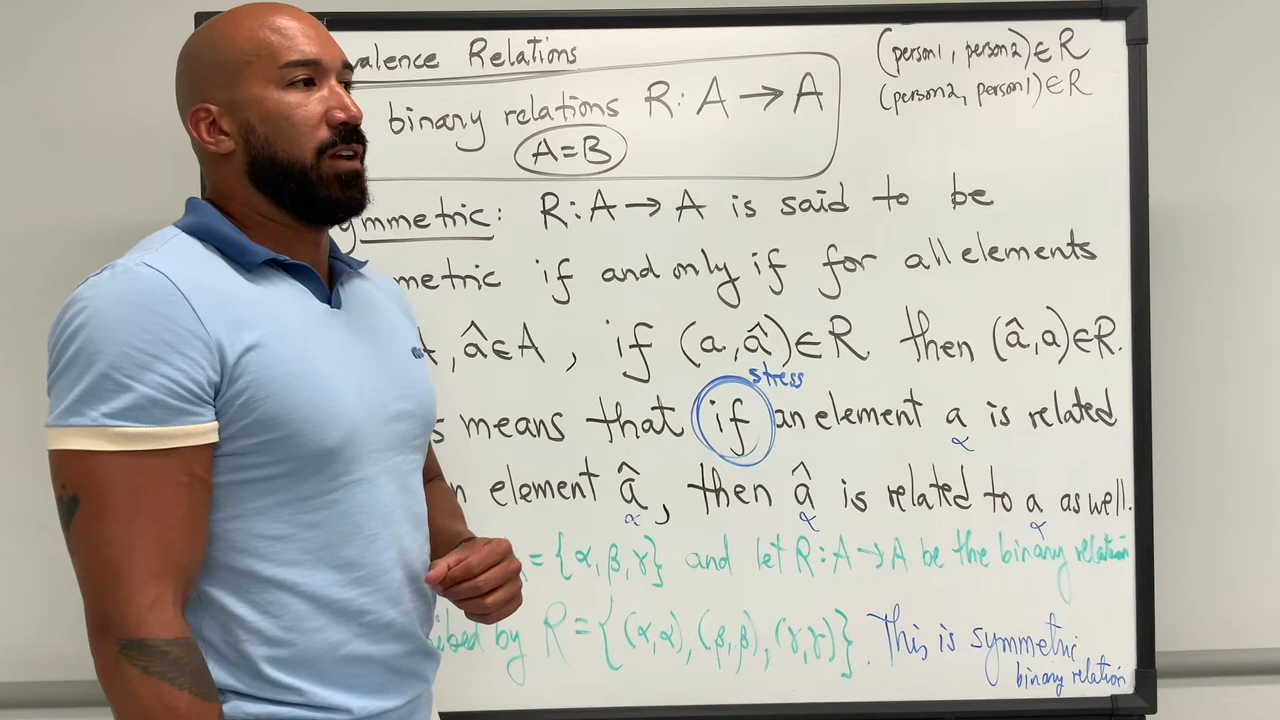 valence Relations
(person1, person2)∈R
(person2, person1)∈R
binary relations R: A → A
A=B
ymmetric: R: A → A is said to be
metric if and only if for all elements
A, â∈A, if (a, â)∈R then (â, a)∈R.
stress
s means that if an element a is related
α
n element â, then â is related to a as well.
α α α
= {α, β, γ} and let R: A → A be the binary relation
ibed by R = {(α,α), (β,β), (γ,γ)}. This is symmetric
binary relation